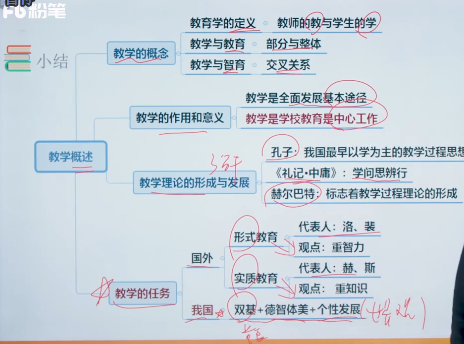 粉笔
小结
教学概述
教学的概念
教育学的定义 教师的教与学生的学
教学与教育 部分与整体
教学与智育 交叉关系
教学的作用和意义
教学是全面发展基本途径
教学是学校教育是中心工作
教学理论的形成与发展
孔子：我国最早以学为主的教学过程思想
《礼记·中庸》：学问思辨行
赫尔巴特：标志着教学过程理论的形成
教学的任务
国外
形式教育
代表人：洛、裴
观点：重智力
实质教育
代表人：赫、斯
观点： 重知识
我国
双基+德智体美+个性发展